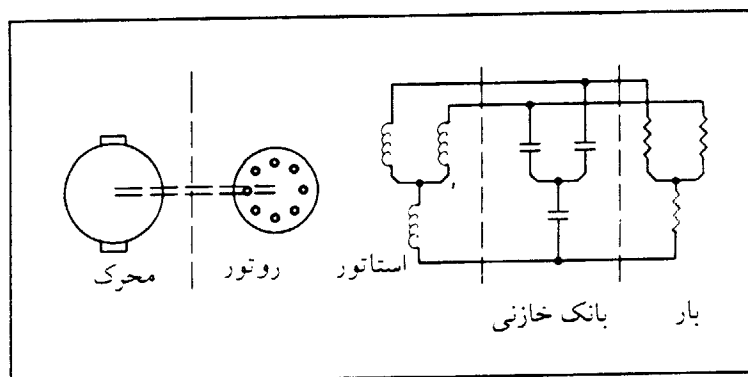 محرک
روتور
استاتور
بانک خازنی
بار